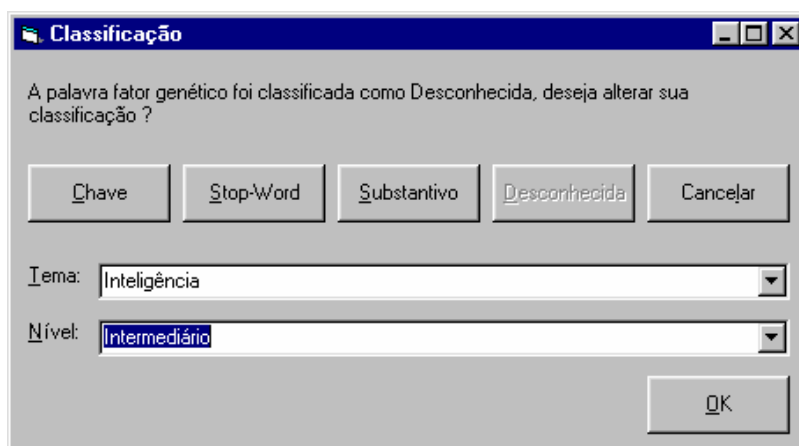 Classificação
A palavra fator genético foi classificada como Desconhecida, deseja alterar sua
classificação ?
Chave
Stop-Word
Substantivo
Desconhecida
Cancelar
Tema: Inteligência
Nível: Intermediário
OK